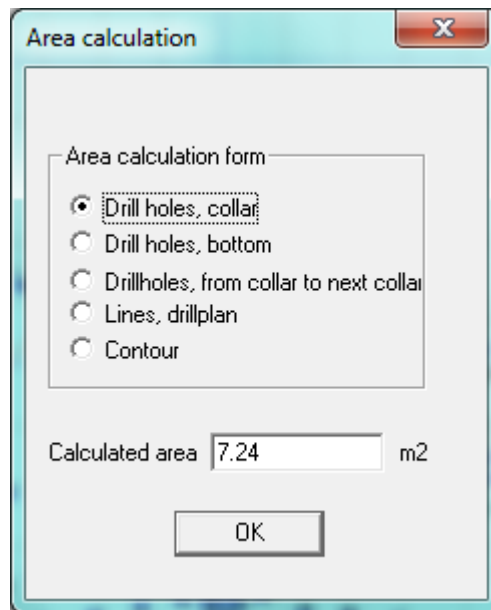 Area calculation
Area calculation form
Drill holes, collar
Drill holes, bottom
Drillholes, from collar to next collar
Lines, drillplan
Contour
Calculated area 7.24 m2
OK